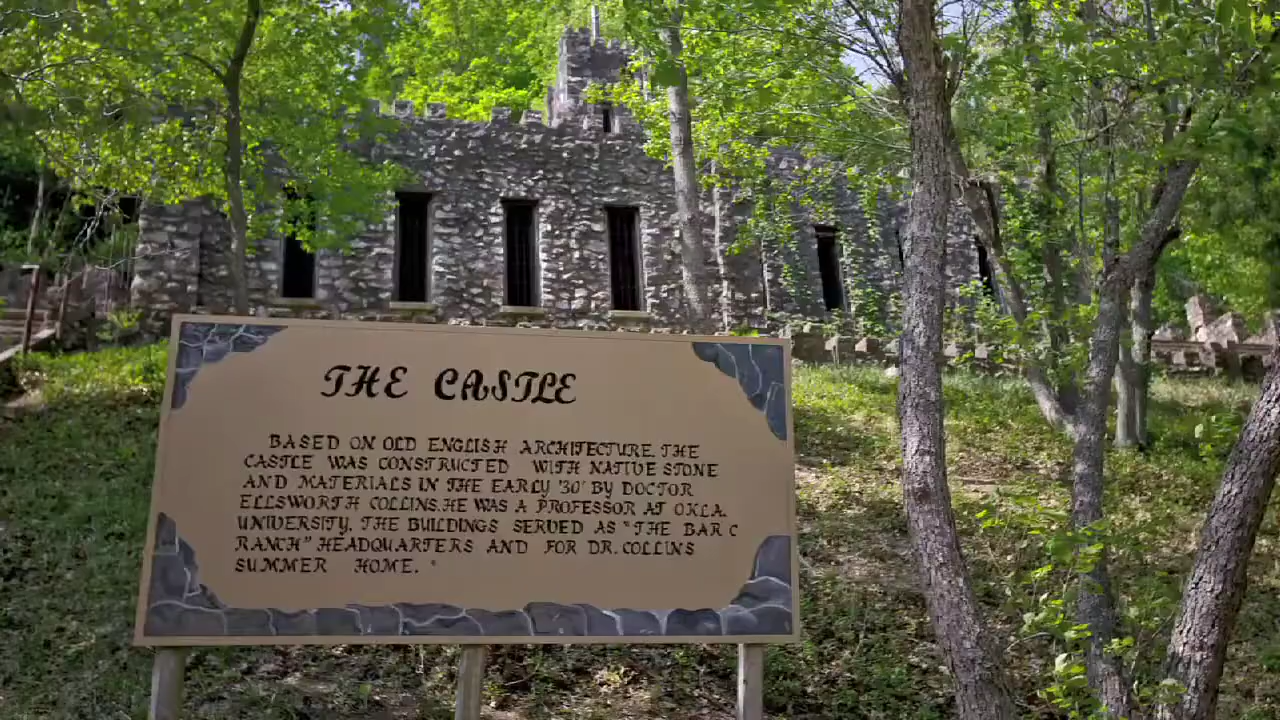 THE CASTLE
BASED ON OLD ENGLISH ARCHITECTURE. THE
CASTLE WAS CONSTRUCTED WITH NATIVE STONE
AND MATERIALS IN THE EARLY '30' BY DOCTOR
ELLSWORTH COLLINS. HE WAS A PROFESSOR AT OKLA.
UNIVERSITY. THE BUILDINGS SERVED AS "THE BAR C
RANCH" HEADQUARTERS AND FOR DR. COLLINS
SUMMER HOME. "